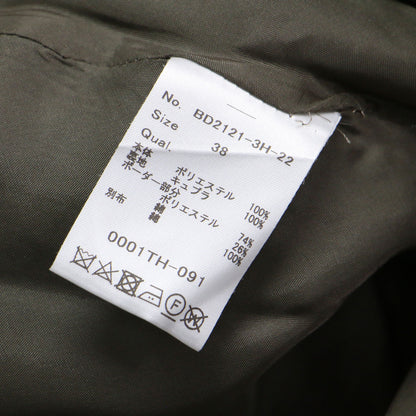 No. BD2121-3H-22
Size 38
Qual.
本体 ポリエステル 100%
裏地 キュプラ 100%
ボーダー部分
ポリエステル 74%
綿 26%
別布 綿 100%
0001TH-091